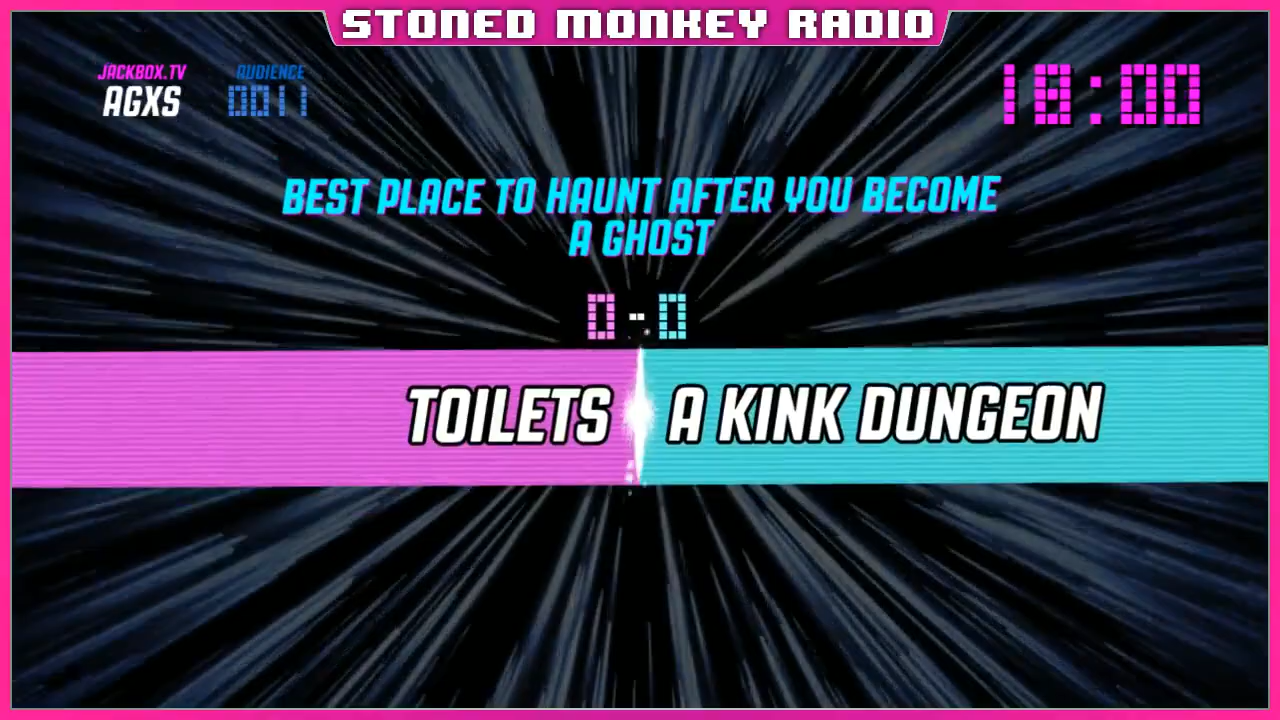 STONED MONKEY RADIO
JACKBOX.TV AUDIENCE
AGXS 0011 18:00
BEST PLACE TO HAUNT AFTER YOU BECOME
A GHOST
0-0
TOILETS A KINK DUNGEON